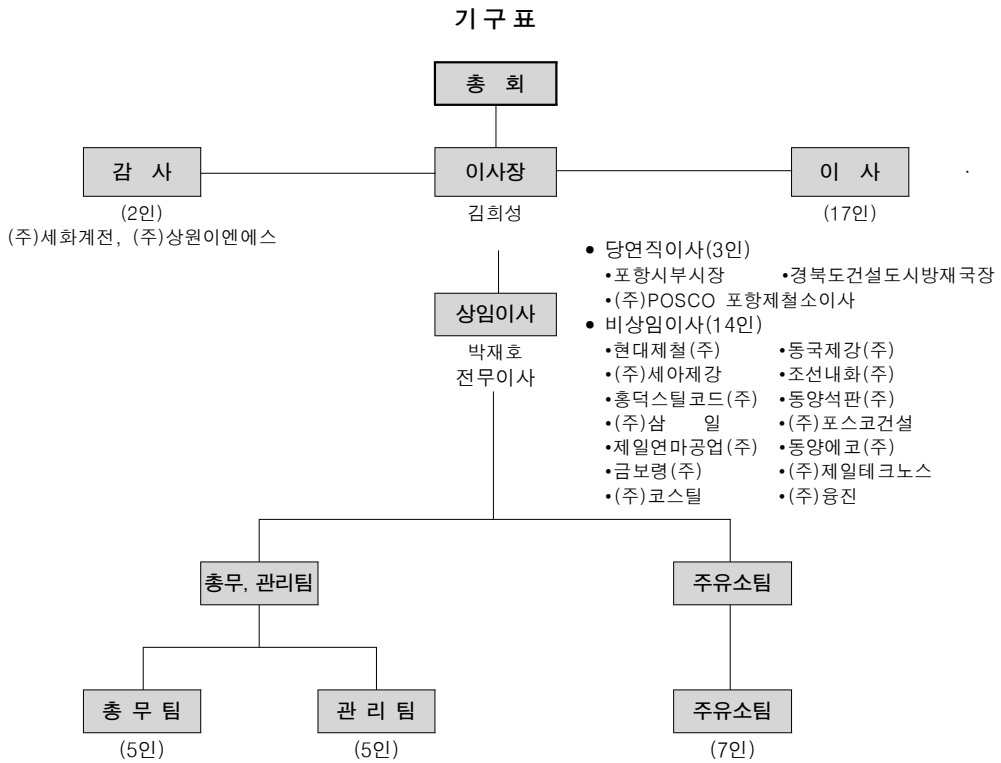 기 구 표
총 회
감 사
이사장
이 사
(2인)
(주)세화계전, (주)상원이엔에스
김희성
(17인)
• 당연직이사(3인)
•포항시부시장 •경북도건설도시방재국장
•(주)POSCO 포항제철소이사
상임이사
박재호
전무이사
• 비상임이사(14인)
•현대제철(주) •동국제강(주)
•(주)세아제강 •조선내화(주)
•홍덕스틸코드(주) •동양석판(주)
•(주)삼 일 •(주)포스코건설
•제일연마공업(주) •동양에코(주)
•금보령(주) •(주)제일테크노스
•(주)코스틸 •(주)융진
총무, 관리팀
주유소팀
총 무 팀
관 리 팀
주유소팀
(5인)
(5인)
(7인)